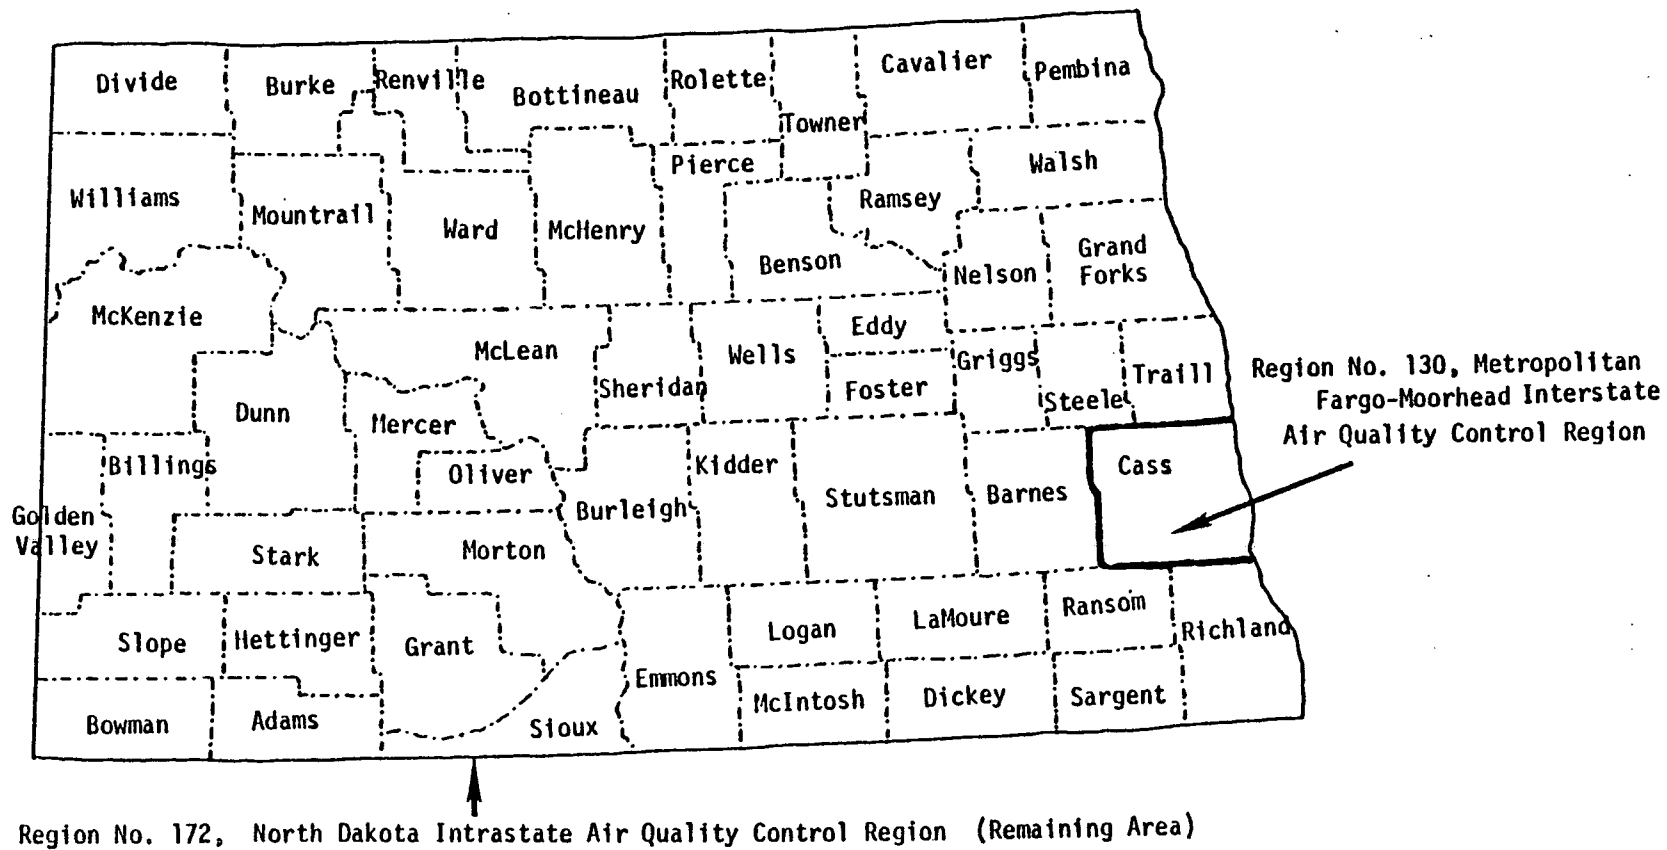 Divide
Burke
Renville
Bottineau
Rolette
Towner
Cavalier
Pembina
Williams
Mountrail
Ward
McHenry
Pierce
Benson
Ramsey
Walsh
Nelson
Grand
Forks
McKenzie
McLean
Sheridan
Wells
Eddy
Foster
Griggs
Steele
Traill
Region No. 130, Metropolitan
Fargo-Moorhead Interstate
Air Quality Control Region
Dunn
Mercer
Oliver
Billings
Golden
Valley
Stark
Morton
Burleigh
Kidder
Stutsman
Barnes
Cass
Slope
Hettinger
Grant
Emmons
Logan
LaMoure
Ransom
Richland
Bowman
Adams
Sioux
McIntosh
Dickey
Sargent
Region No. 172, North Dakota Intrastate Air Quality Control Region (Remaining Area)